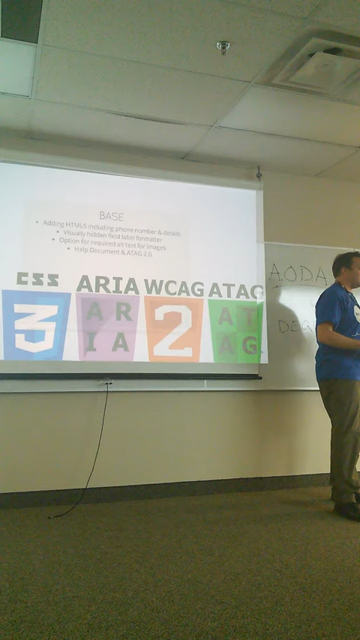 BASE
• Adding HTML5 including phone number & details
• Visually hidden field label formatter
• Option for required alt text for images
• Help Document & ATAG 2.0
CSS ARIA WCAG ATAG
3 AR IA 2 AT AG
AODA